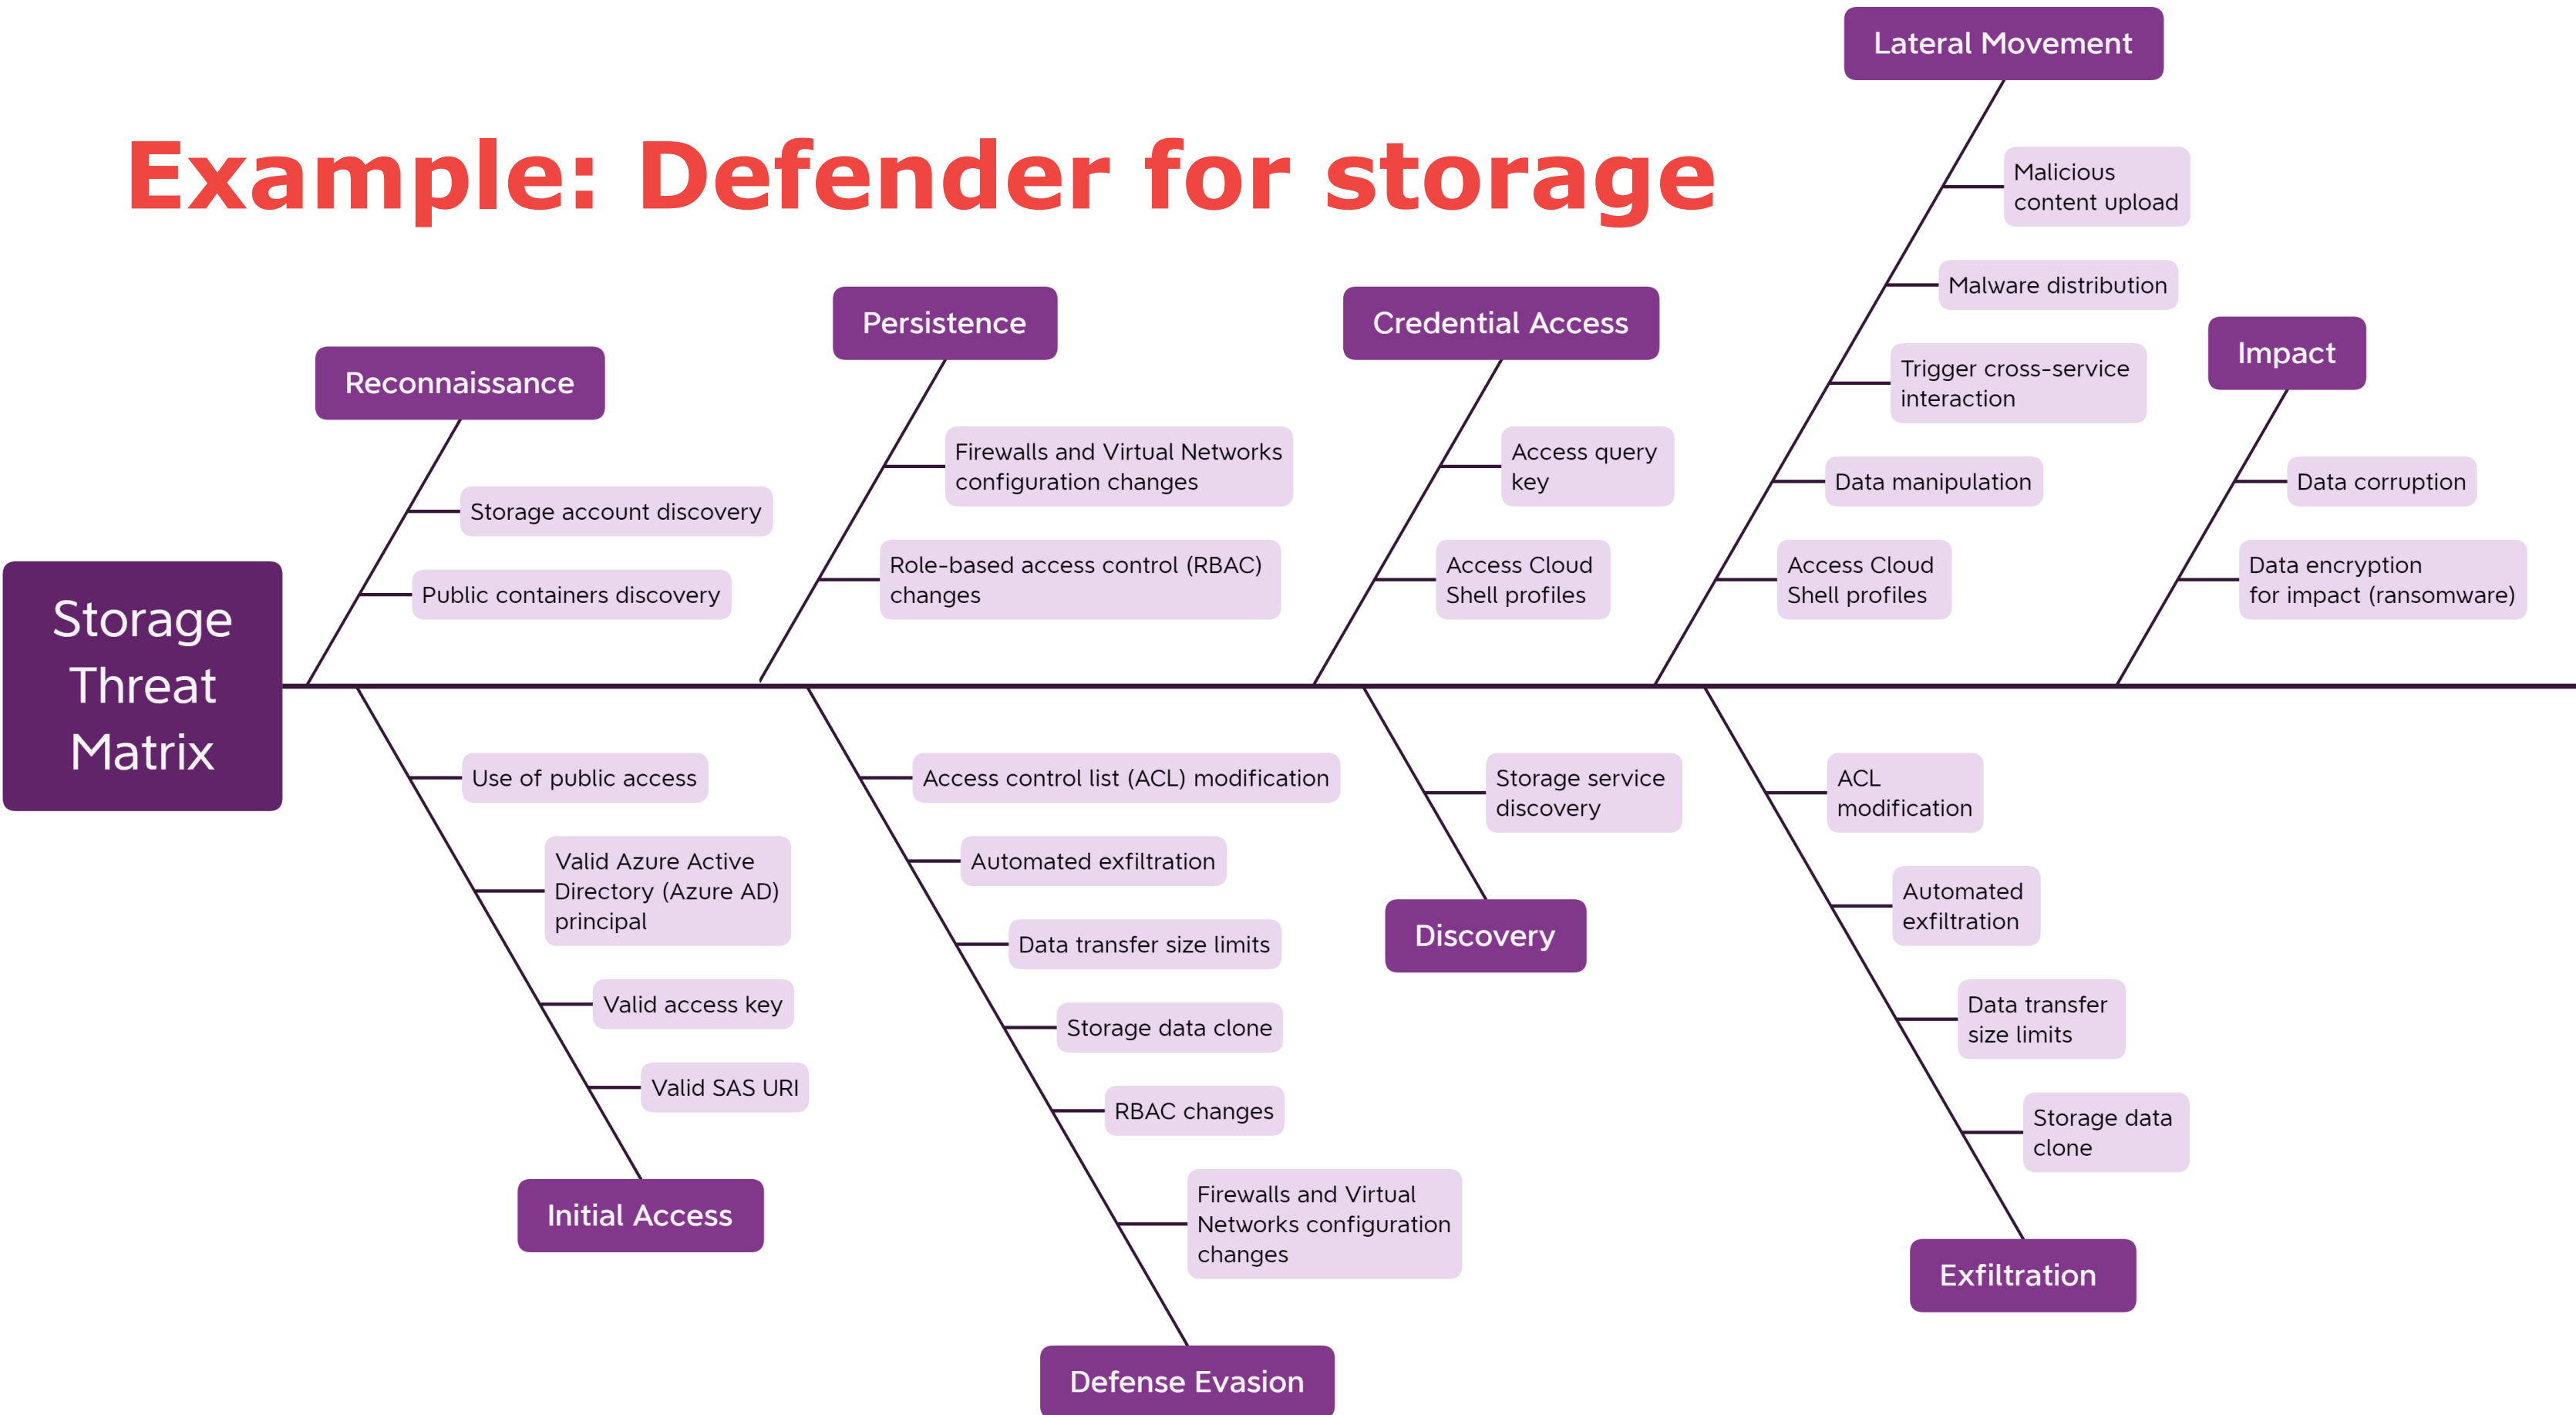 Lateral Movement
Example: Defender for storage
Malicious
content upload
Malware distribution
Trigger cross-service
interaction
Data manipulation
Access Cloud
Shell profiles
Reconnaissance
Storage account discovery
Public containers discovery
Persistence
Firewalls and Virtual Networks
configuration changes
Role-based access control (RBAC)
changes
Credential Access
Access query
key
Access Cloud
Shell profiles
Impact
Data corruption
Data encryption
for impact (ransomware)
Storage
Threat
Matrix
Use of public access
Valid Azure Active
Directory (Azure AD)
principal
Valid access key
Valid SAS URI
Initial Access
Access control list (ACL) modification
Automated exfiltration
Data transfer size limits
Storage data clone
RBAC changes
Firewalls and Virtual
Networks configuration
changes
Defense Evasion
Storage service
discovery
Discovery
ACL
modification
Automated
exfiltration
Data transfer
size limits
Storage data
clone
Exfiltration